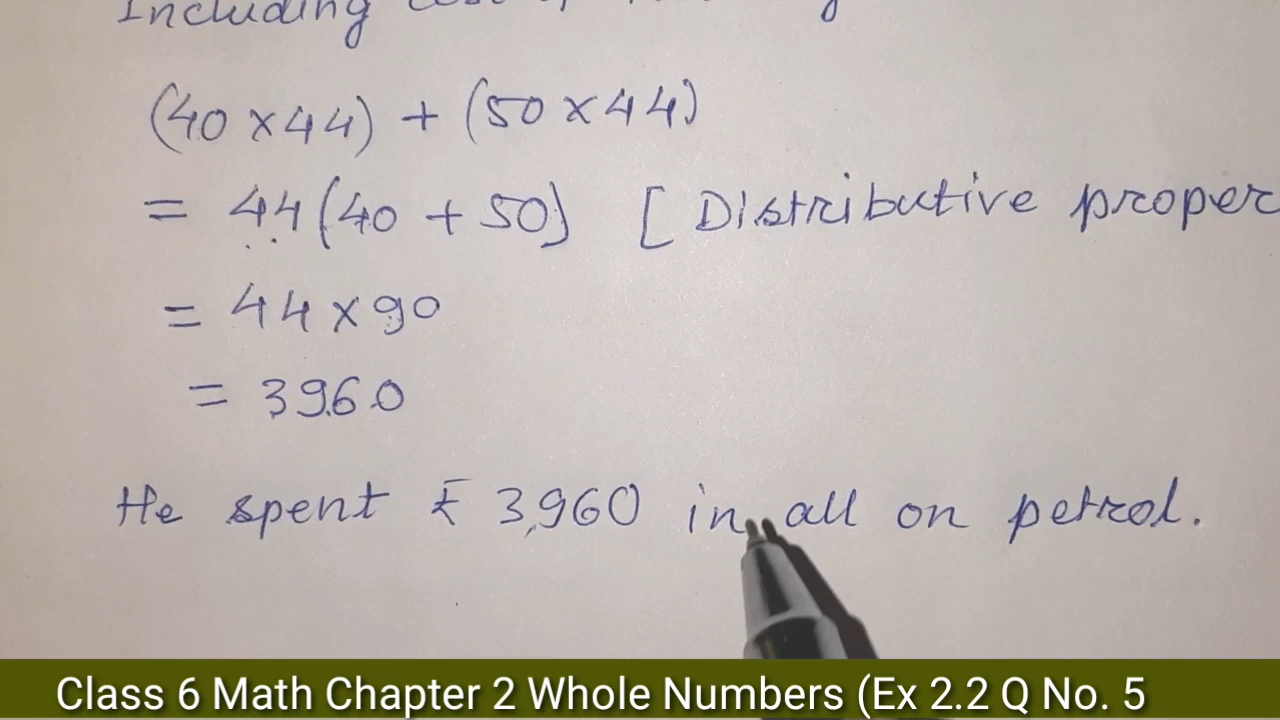 Including
(40 × 44) + (50 × 44)
= 44(40 + 50) [Distributive proper
= 44 × 90
= 3960
He spent ₹ 3,960 in all on petrol.
Class 6 Math Chapter 2 Whole Numbers (Ex 2.2 Q No. 5